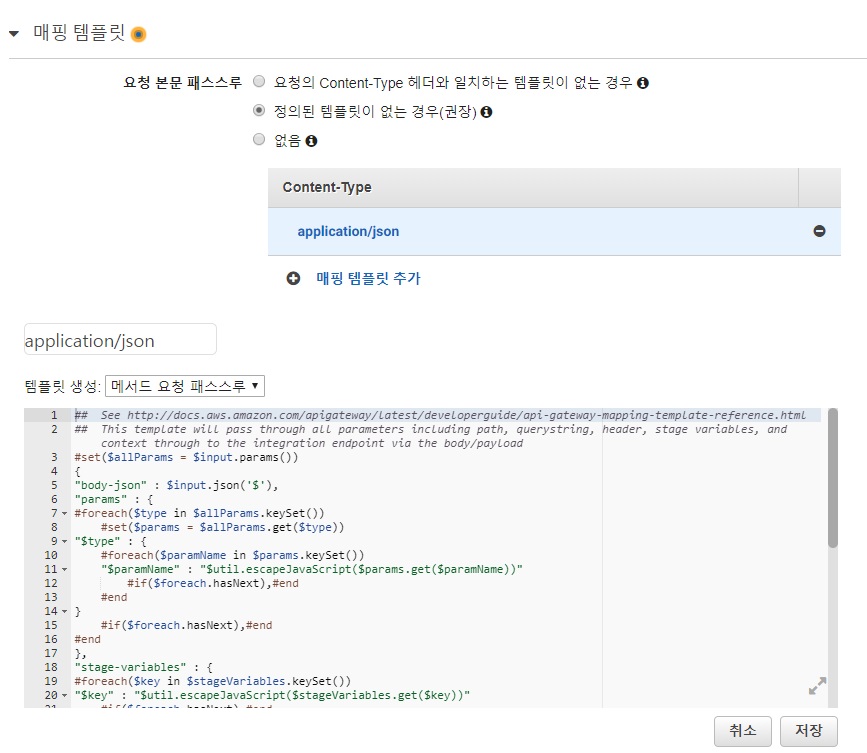 매핑 템플릿
요청 본문 패스스루 요청의 Content-Type 헤더와 일치하는 템플릿이 없는 경우
정의된 템플릿이 없는 경우(권장)
없음
Content-Type
application/json
매핑 템플릿 추가
application/json
템플릿 생성: 메서드 요청 패스스루
1 ##  See http://docs.aws.amazon.com/apigateway/latest/developerguide/api-gateway-mapping-template-reference.html
2 ##  This template will pass through all parameters including path, querystring, header, stage variables, and
context through to the integration endpoint via the body/payload
3 #set($allParams = $input.params())
4 {
5 "body-json" : $input.json('$'),
6 "params" : {
7 #foreach($type in $allParams.keySet())
8     #set($params = $allParams.get($type))
9 "$type" : {
10     #foreach($paramName in $params.keySet())
11     "$paramName" : "$util.escapeJavaScript($params.get($paramName))"
12         #if($foreach.hasNext),#end
13     #end
14 }
15     #if($foreach.hasNext),#end
16 #end
17 },
18 "stage-variables" : {
19 #foreach($key in $stageVariables.keySet())
20 "$key" : "$util.escapeJavaScript($stageVariables.get($key))"
21     #if($foreach.hasNext),#end
취소 저장